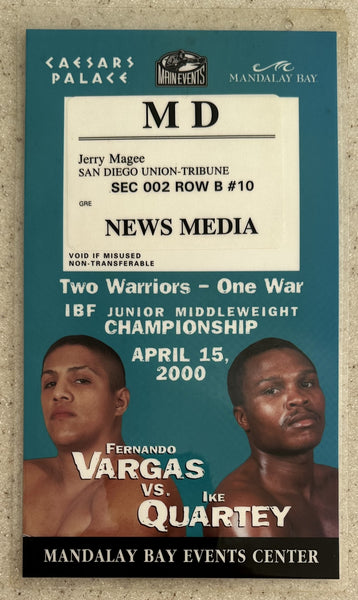 CAESARS
PALACE
MAIN EVENTS
MANDALAY BAY
M D
Jerry Magee
SAN DIEGO UNION-TRIBUNE
SEC 002 ROW B #10
GRE
NEWS MEDIA
VOID IF MISUSED
NON-TRANSFERABLE
Two Warriors – One War
IBF JUNIOR MIDDLEWEIGHT
CHAMPIONSHIP
APRIL 15,
2000
FERNANDO
VARGAS
VS.
IKE
QUARTEY
MANDALAY BAY EVENTS CENTER